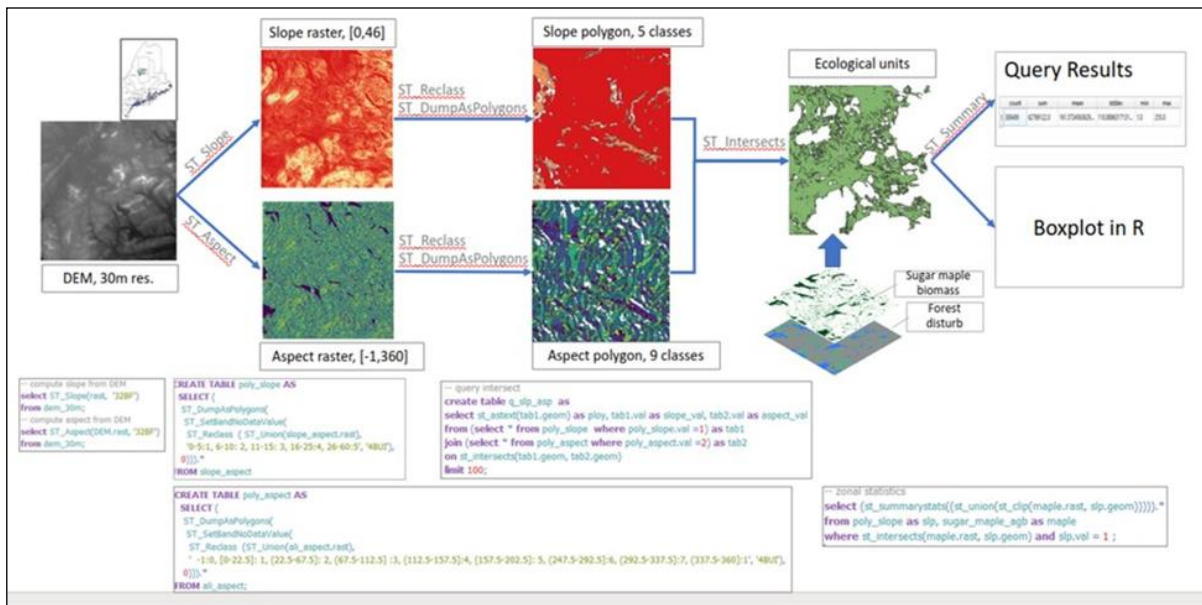 Slope raster, [0,46]
Slope polygon, 5 classes
Ecological units
Query Results
count sum mean stddev min max
ST_Slope
ST_Aspect
ST_Reclass
ST_DumpAsPolygons
ST_Reclass
ST_DumpAsPolygons
ST_Intersects
ST_Summary
Boxplot in R
DEM, 30m res.
Sugar maple
biomass
Forest
disturb
Aspect raster, [-1,360]
Aspect polygon, 9 classes
-- compute slope from DEM
select ST_Slope(rast, '32BF')
from dem_30m;
-- compute aspect from DEM
select ST_Aspect(DEM.rast, '32BF')
from dem_30m;
CREATE TABLE poly_slope AS
SELECT (
ST_DumpAsPolygons(
ST_SetBandNoDataValue(
ST_Reclass ( ST_Union(slope_aspect.rast),
'0-5:1, 6-10: 2, 11-15: 3, 16-25:4, 26-60:5', '4BUI'),
0))).*
FROM slope_aspect
-- query intersect
create table q_slp_asp as
select st_astext(tab1.geom) as ploy, tab1.val as slope_val, tab2.val as aspect_val
from (select * from poly_slope where poly_slope.val =1) as tab1
join (select * from poly_aspect where poly_aspect.val =2) as tab2
on st_intersects(tab1.geom, tab2.geom)
limit 100;
CREATE TABLE poly_aspect AS
SELECT (
ST_DumpAsPolygons(
ST_SetBandNoDataValue(
ST_Reclass (ST_Union(ali_aspect.rast),
' -1:0, [0-22.5]: 1, (22.5-67.5]: 2, (67.5-112.5] :3, (112.5-157.5]:4, (157.5-202.5]: 5, (247.5-292.5]:6, (292.5-337.5]:7, (337.5-360]:1', '4BUI'),
0))).*
FROM ali_aspect;
-- zonal statistics
select (st_summarystats((st_union(st_clip(maple.rast, slp.geom))))).*
from poly_slope as slp, sugar_maple_agb as maple
where st_intersects(maple.rast, slp.geom) and slp.val = 1 ;